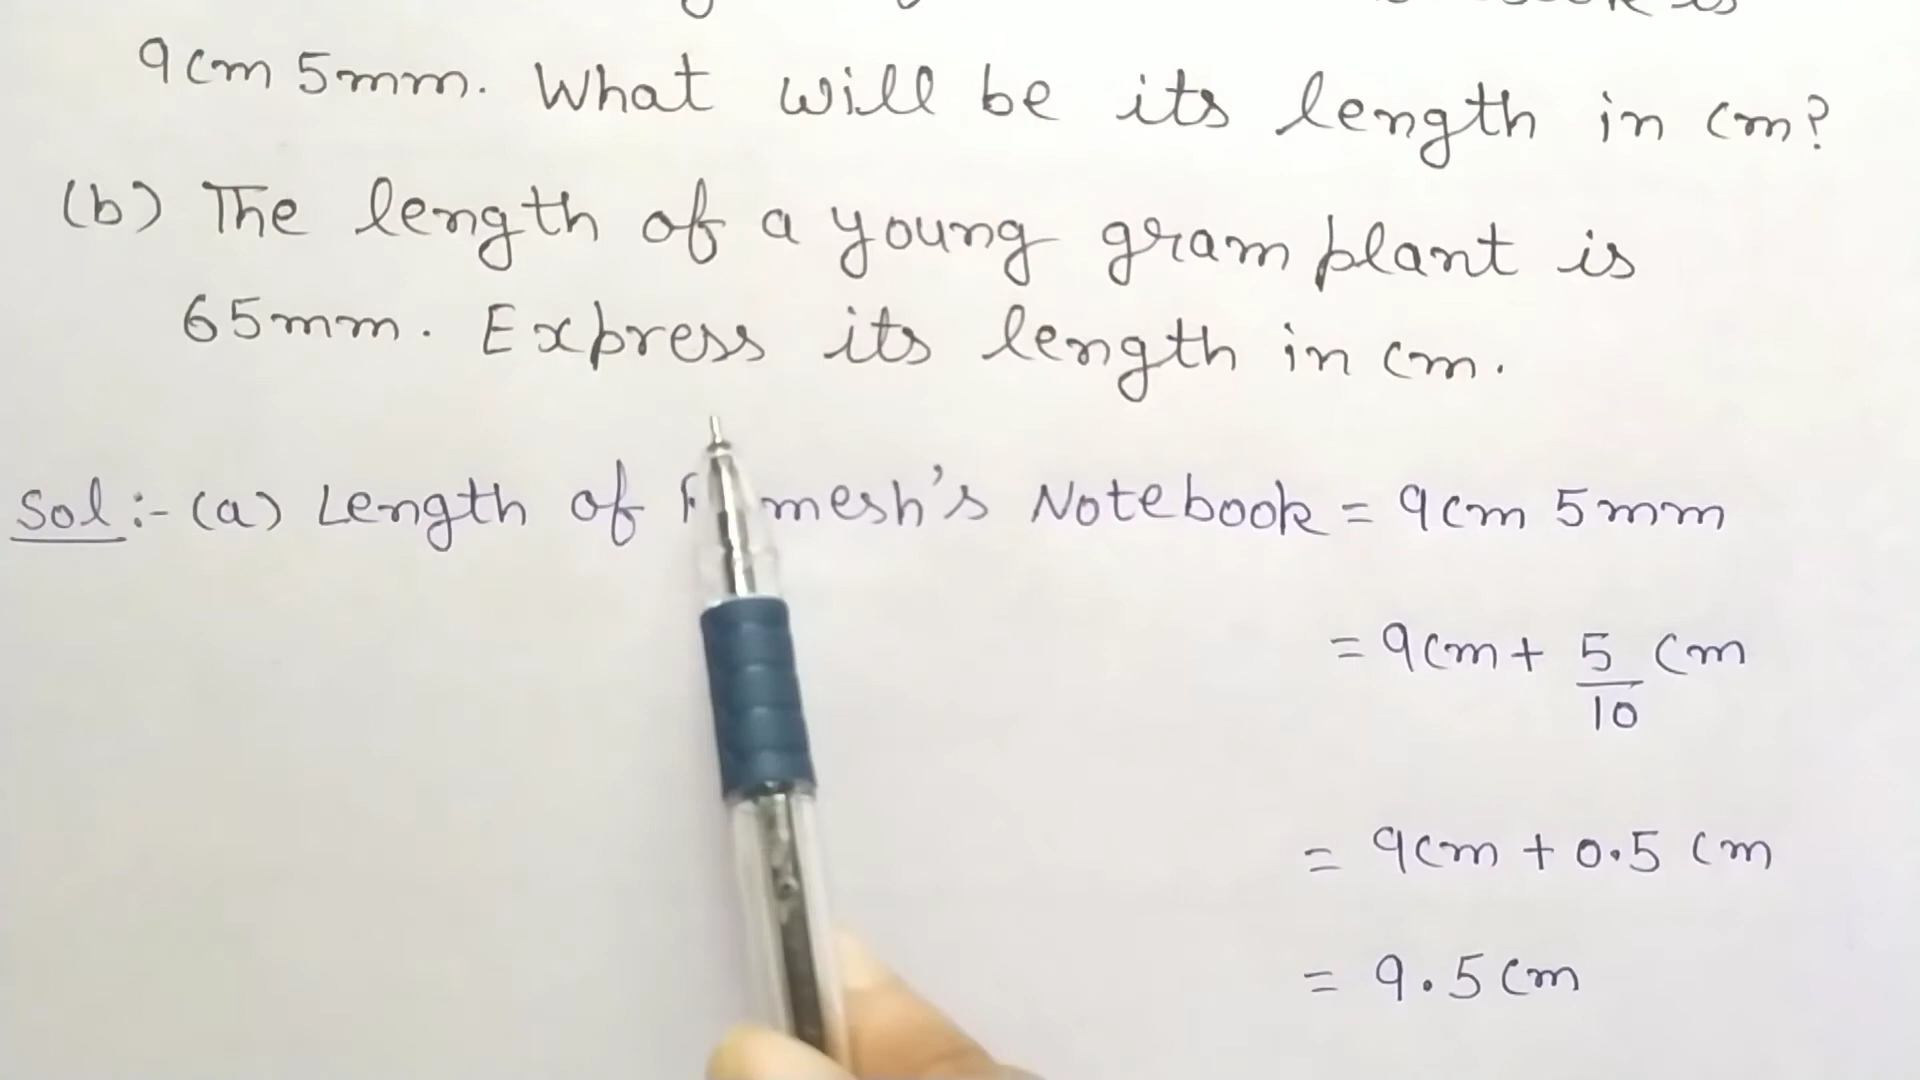 is
9cm 5mm. What will be its length in cm?
(b) The length of a young gram plant is
65mm. Express its length in cm.
Sol:- (a) Length of mesh's Notebook = 9cm 5mm
= 9cm + 5/10 cm
= 9cm + 0.5 cm
= 9.5cm